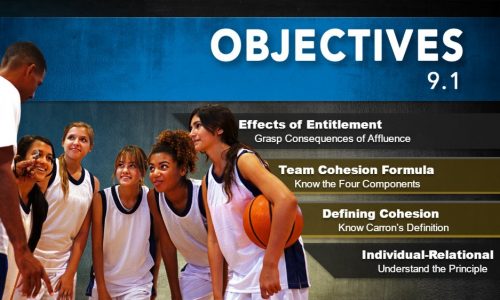 OBJECTIVES
9.1
Effects of Entitlement
Grasp Consequences of Affluence
Team Cohesion Formula
Know the Four Components
Defining Cohesion
Know Carron's Definition
Individual-Relational
Understand the Principle